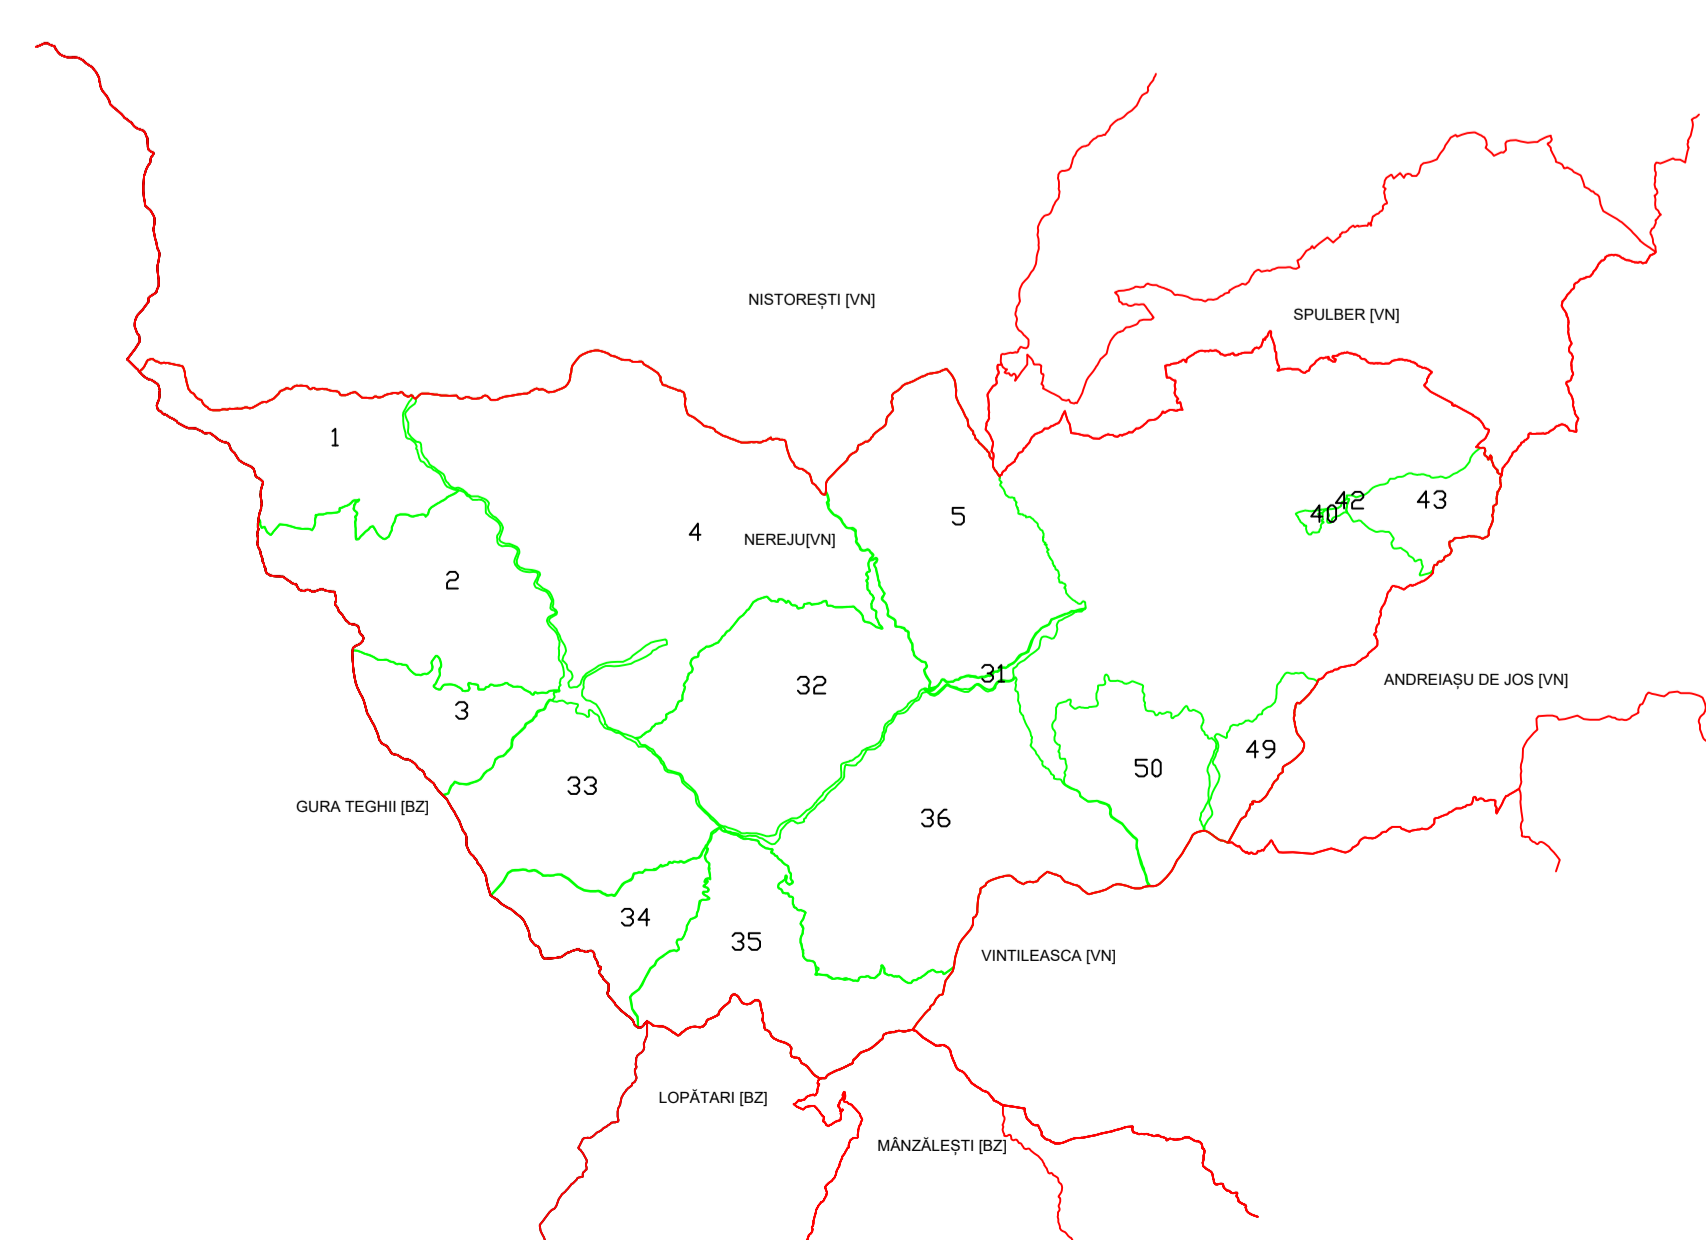 NISTOREȘTI [VN]
SPULBER [VN]
1
42
43
40
5
4
NEREJU[VN]
2
31
ANDREIAȘU DE JOS [VN]
32
3
49
50
33
GURA TEGHII [BZ]
36
34
35
VINTILEASCA [VN]
LOPĂTARI [BZ]
MÂNZĂLEȘTI [BZ]